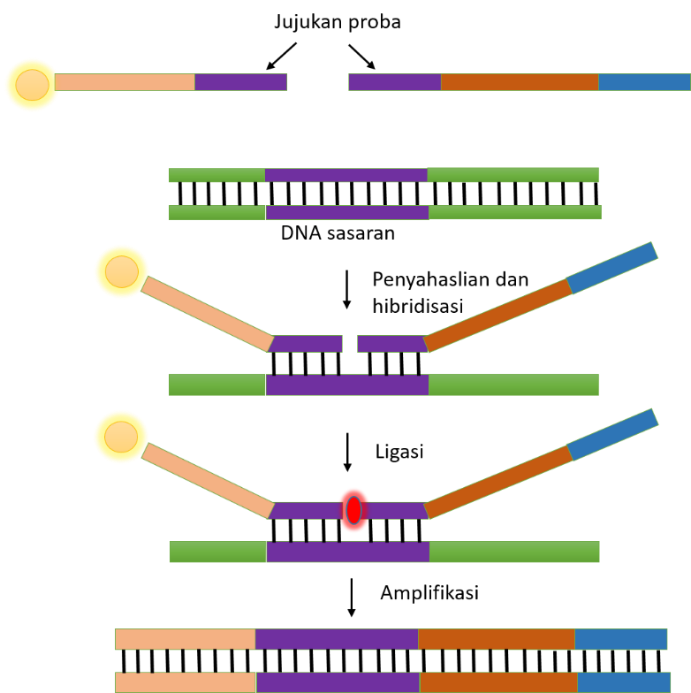 Jujukan proba
DNA sasaran
Penyahaslian dan
hibridisasi
Ligasi
Amplifikasi